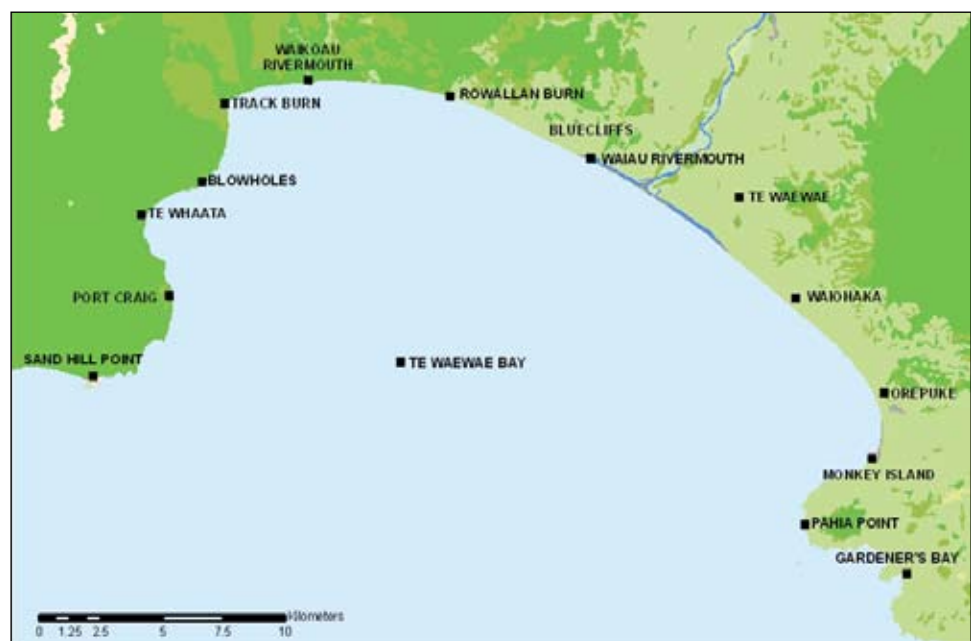 WAIKOAU
RIVERMOUTH
TRACK BURN
ROWALLAN BURN
BLUECLIFFS
WAIAU RIVERMOUTH
BLOWHOLES
TE WAEWAE
TE WHAATA
PORT CRAIG
WAIOHAKA
SAND HILL POINT
TE WAEWAE BAY
OREPUKE
MONKEY ISLAND
PAHIA POINT
GARDENER'S BAY
Kilometers
0 1.25 2.5 5 7.5 10